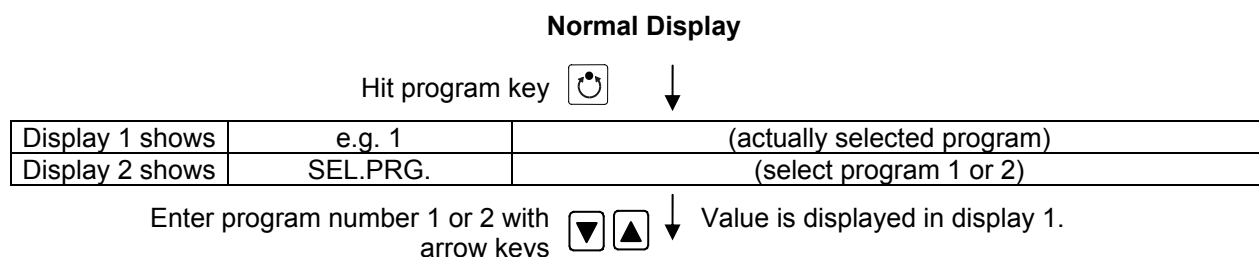 Normal Display
Hit program key
Display 1 shows e.g. 1 (actually selected program)
Display 2 shows SEL.PRG. (select program 1 or 2)
Enter program number 1 or 2 with Value is displayed in display 1.
arrow keys